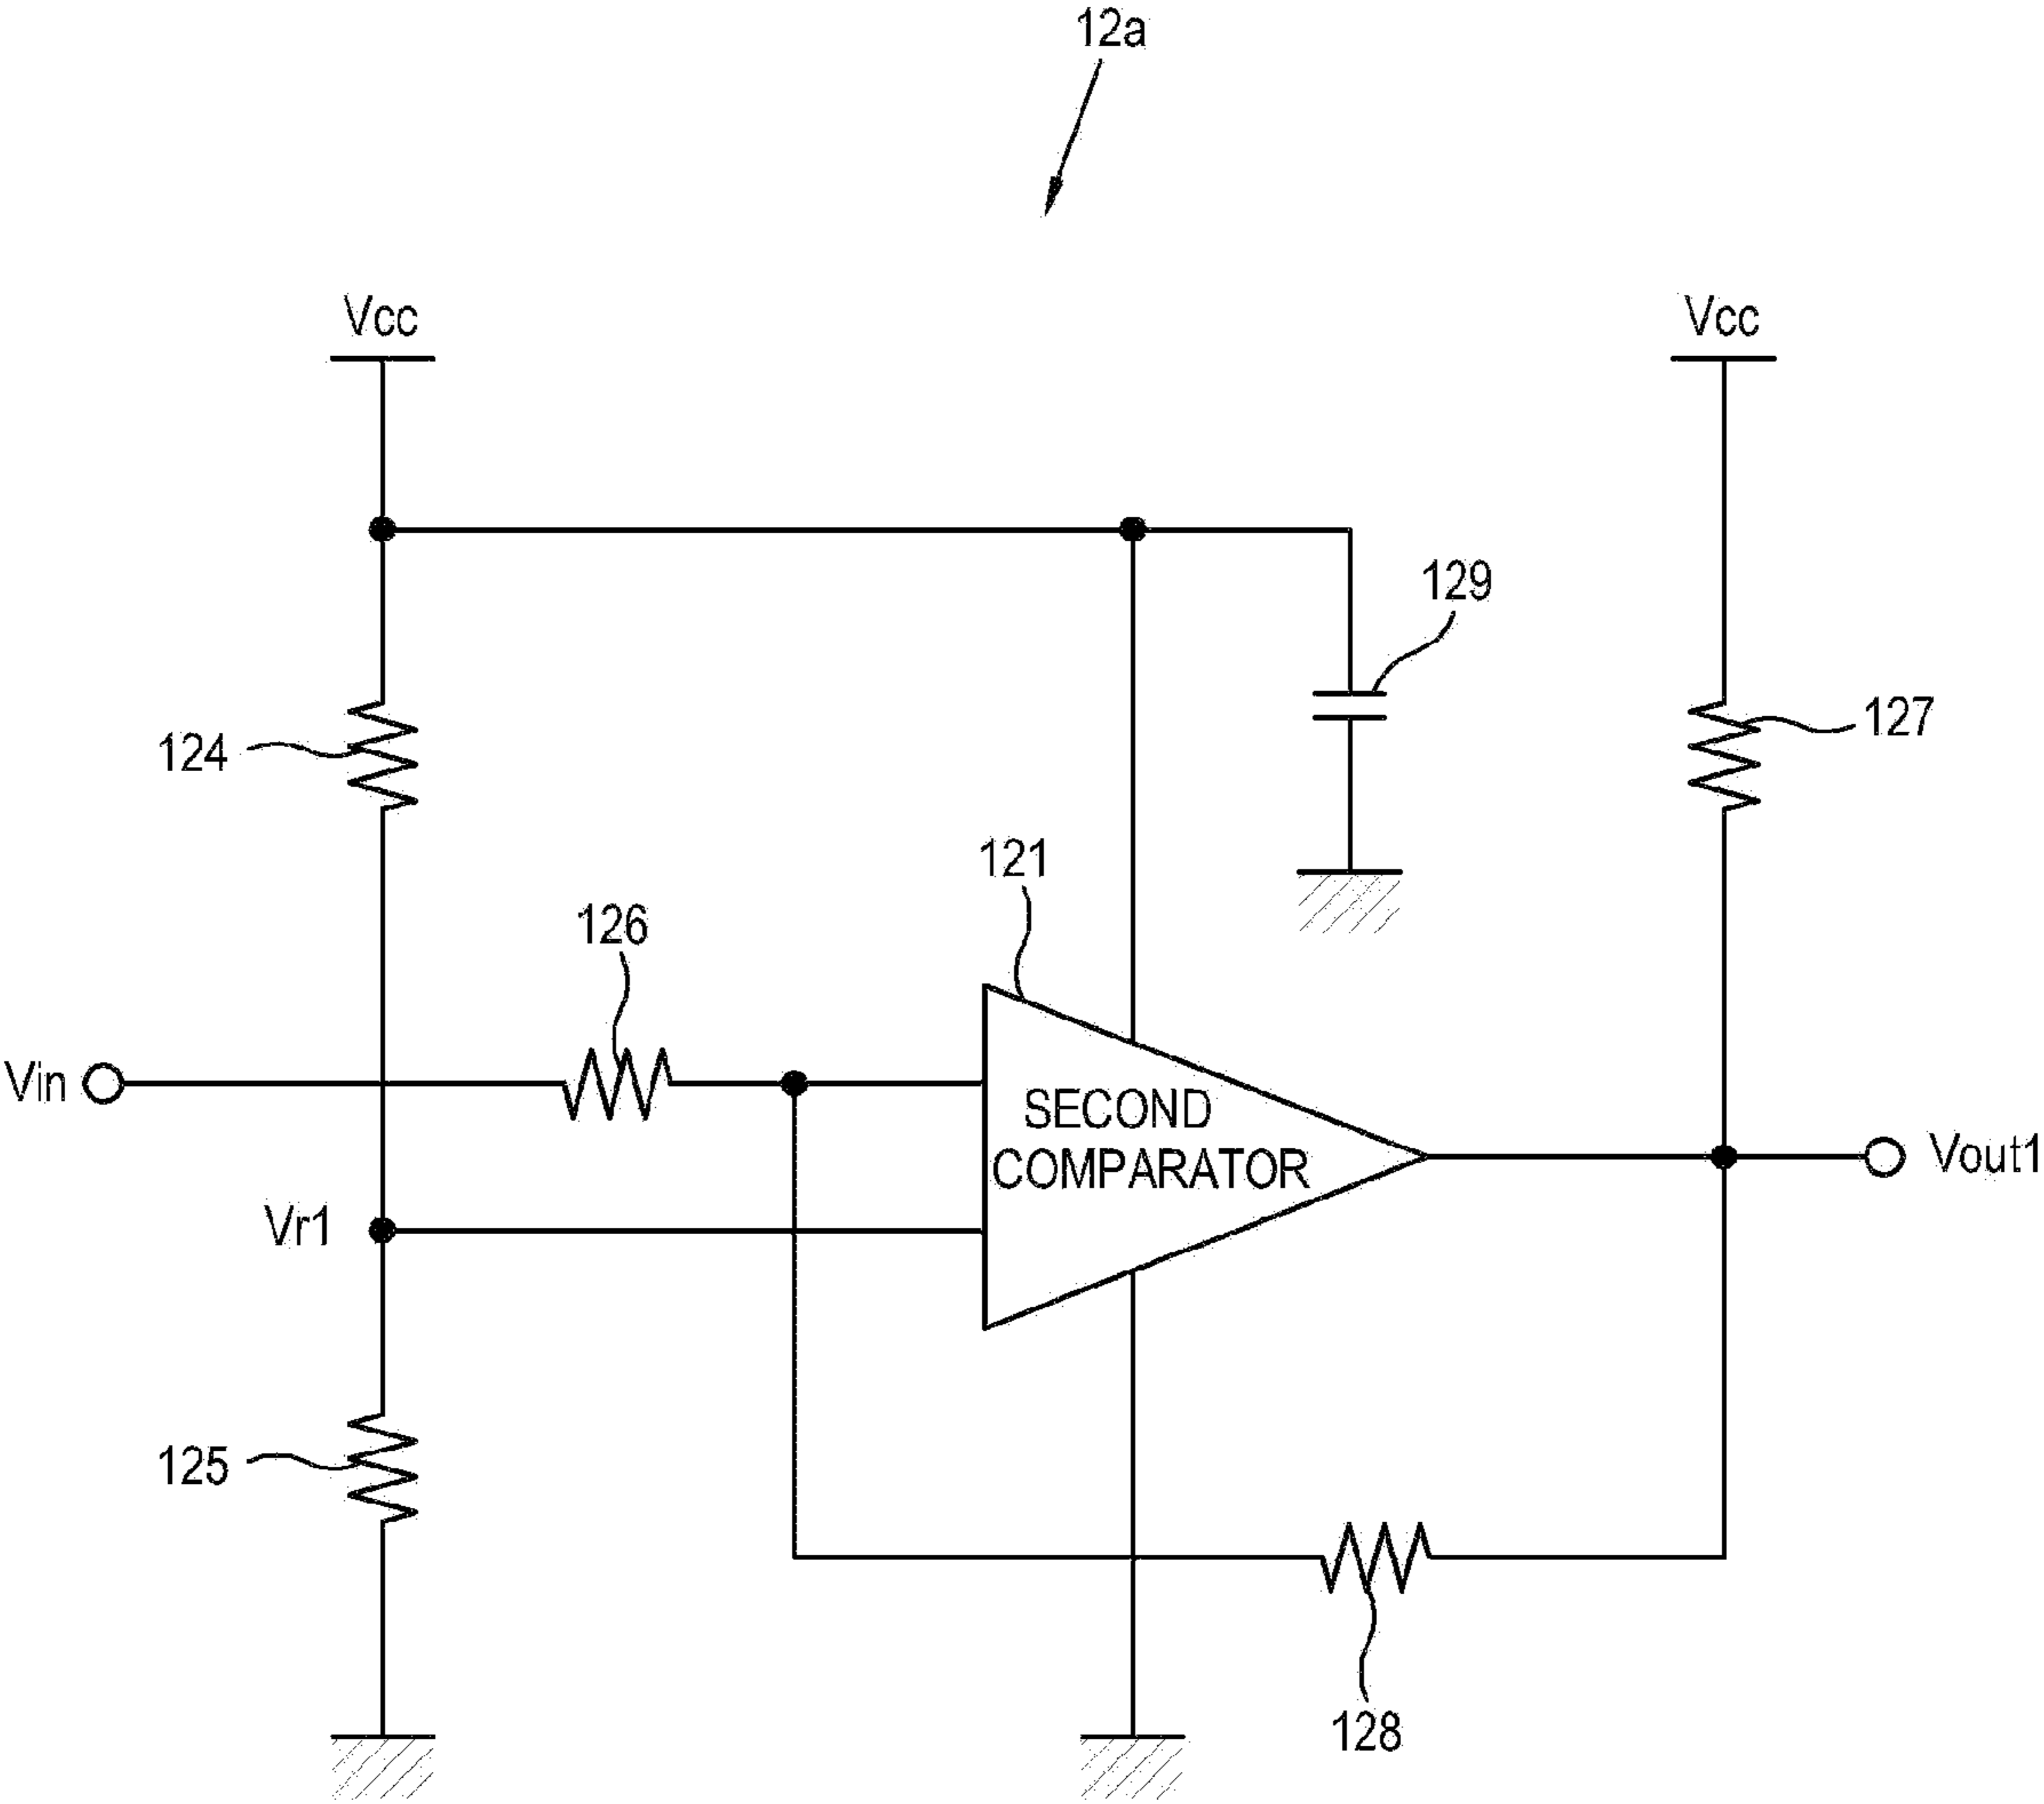 12a
Vcc
Vcc
129
124
127
121
126
Vin
SECOND
COMPARATOR
Vout1
Vr1
125
128